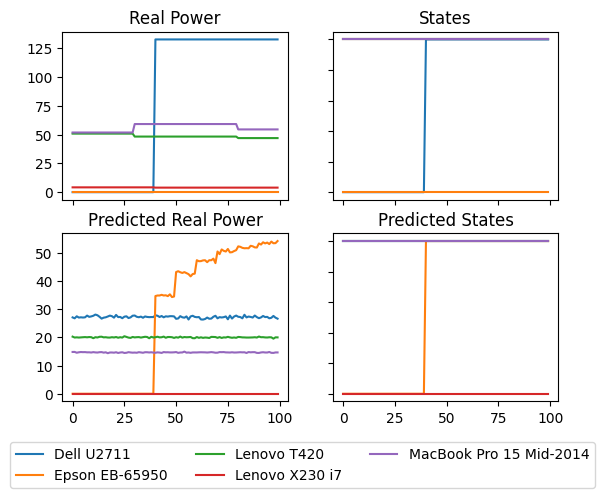 Real Power
States
125
100
75
50
25
0
Predicted Real Power
Predicted States
50
40
30
20
10
0
0 25 50 75 100
0 25 50 75 100
Dell U2711
Epson EB-65950
Lenovo T420
Lenovo X230 i7
MacBook Pro 15 Mid-2014